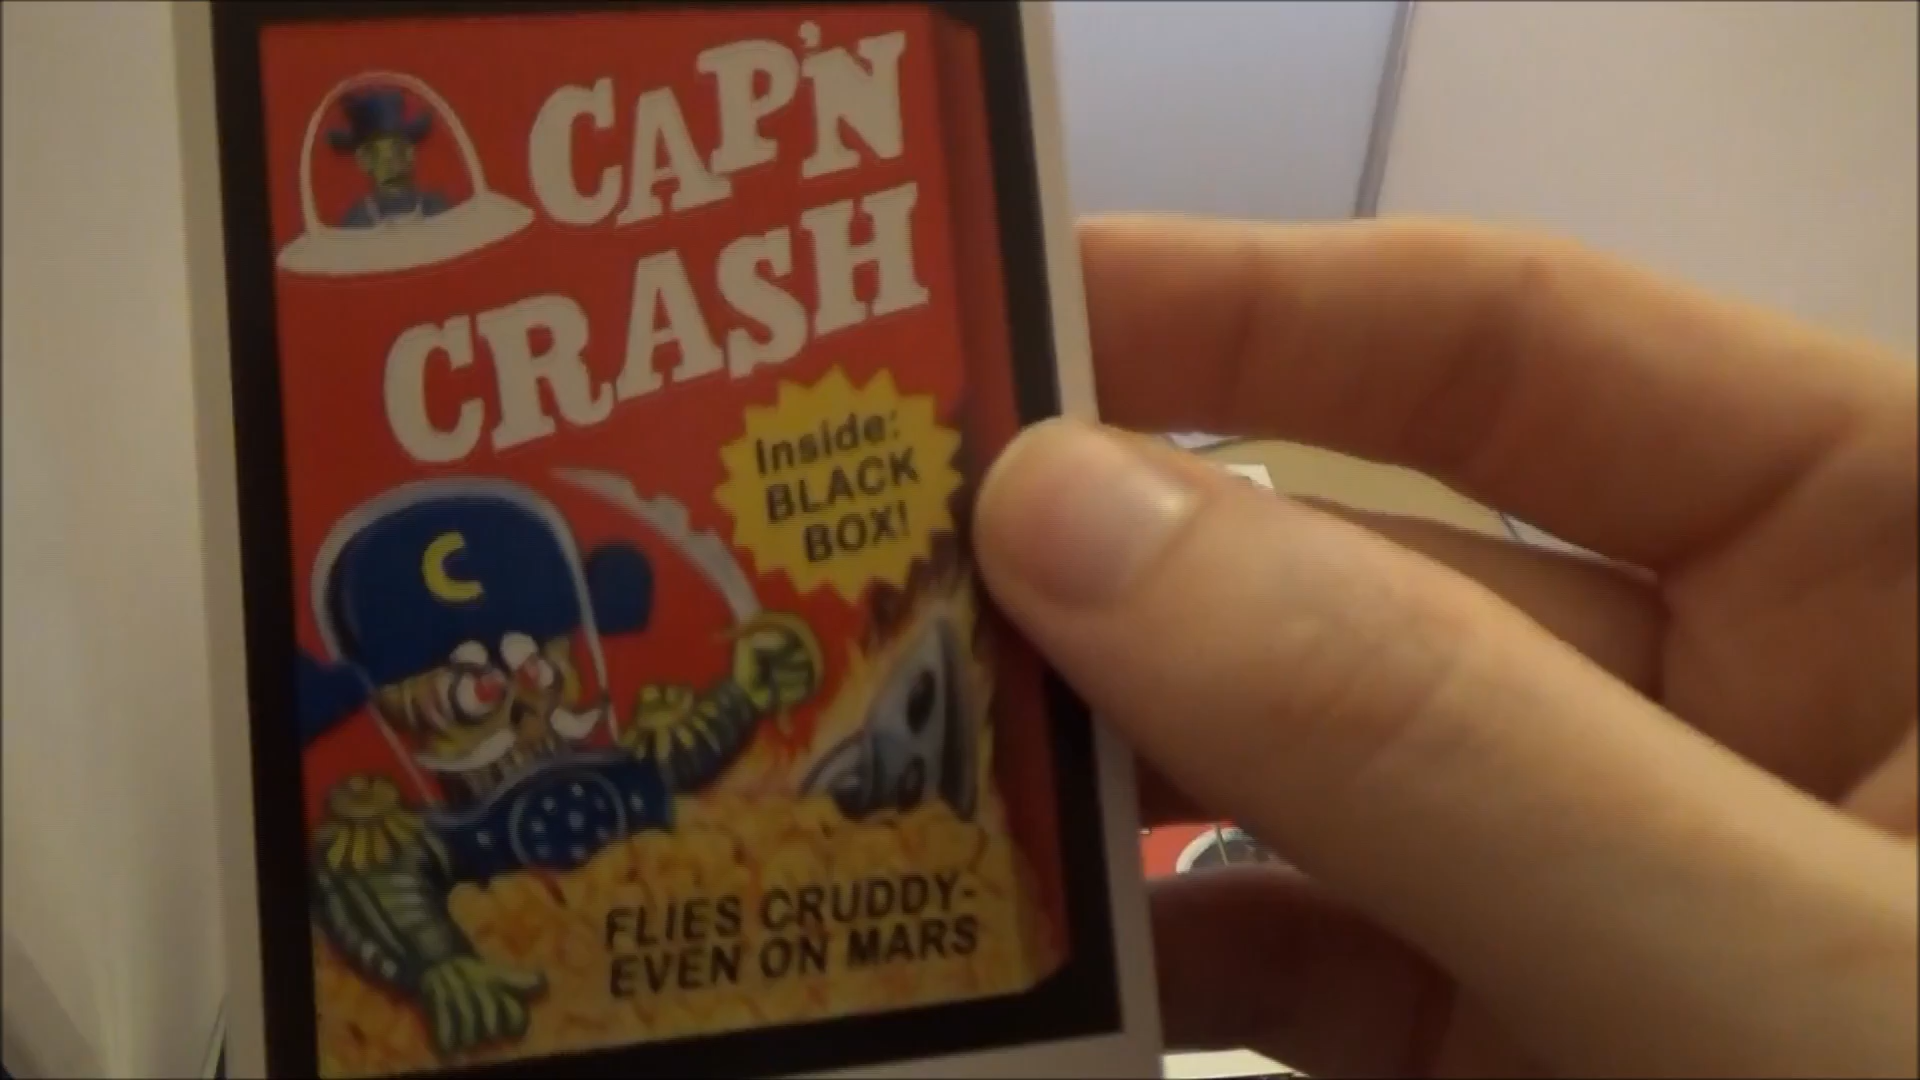 CAP'N
CRASH
Inside:
BLACK
BOX!
C
FLIES CRUDDY-
EVEN ON MARS